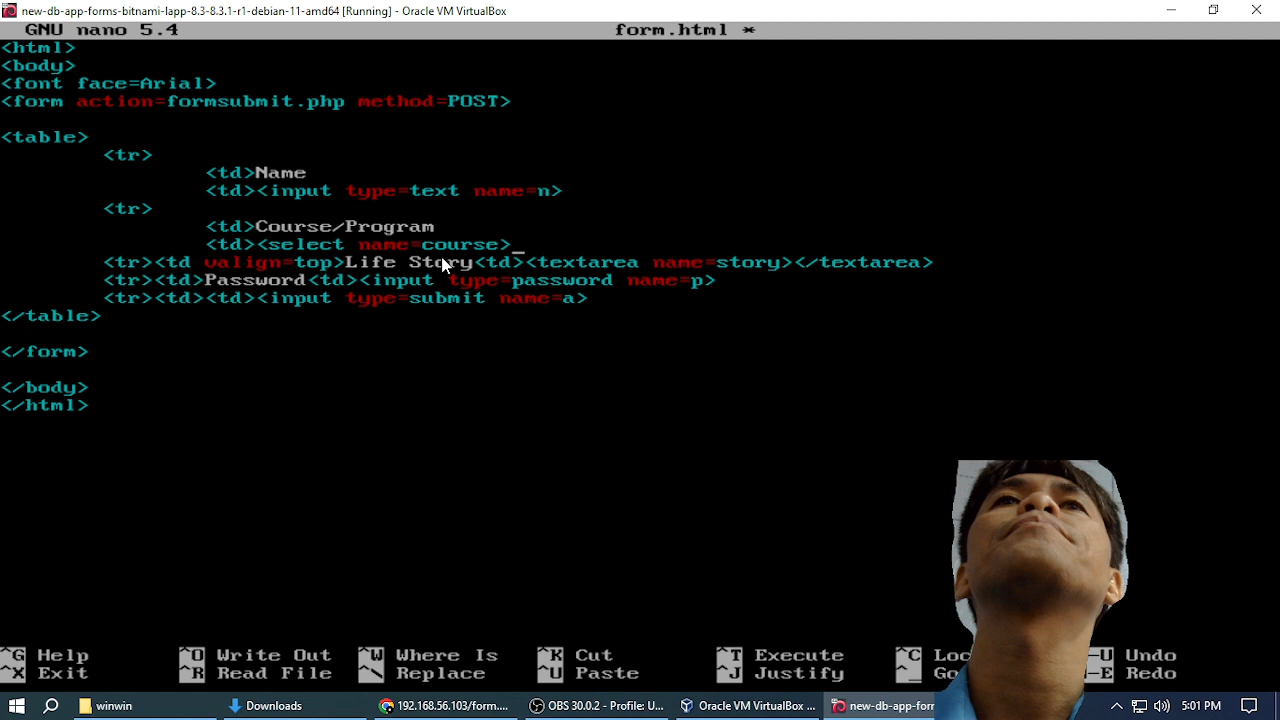 new-db-app-forms-bitnami-lapp-8.3-8.3.1-r1-debian-11-amd64 [Running] - Oracle VM VirtualBox
GNU nano 5.4 form.html *
<html>
<body>
<font face=Arial>
<form action=formsubmit.php method=POST>
<table>
<tr>
<td>Name
<td><input type=text name=n>
<tr>
<td>Course/Program
<td><select name=course>
<tr><td valign=top>Life Story<td><textarea name=story></textarea>
<tr><td>Password<td><input type=password name=p>
<tr><td><td><input type=submit name=a>
</table>
</form>
</body>
</html>
^G Help ^O Write Out ^W Where Is ^K Cut ^T Execute ^C -U Undo
^X Exit ^R Read File ^\ Replace ^U Paste ^J Justify ^_ -E Redo
winwin Downloads 192.168.56.103/form.... OBS 30.0.2 - Profile: U... Oracle VM VirtualBox ... new-db-app-form 5:01 PM